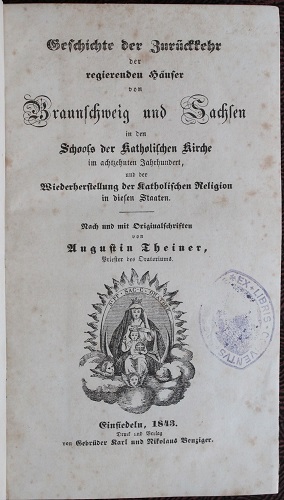 Geschichte der Zurückkehr
der
regierenden Häuser
von
Braunschweig und Sachsen
in den
Schooß der Katholischen Kirche
im achtzehnten Jahrhundert,
und der
Wiederherstellung der Katholischen Religion
in diesen Staaten.
Nach und mit Originalschriften
von
Augustin Theiner,
Priester des Oratoriums.
EX-LIBRIS
Einsiedeln, 1843.
Druck und Verlag
von Gebrüder Karl und Nikolaus Benziger.